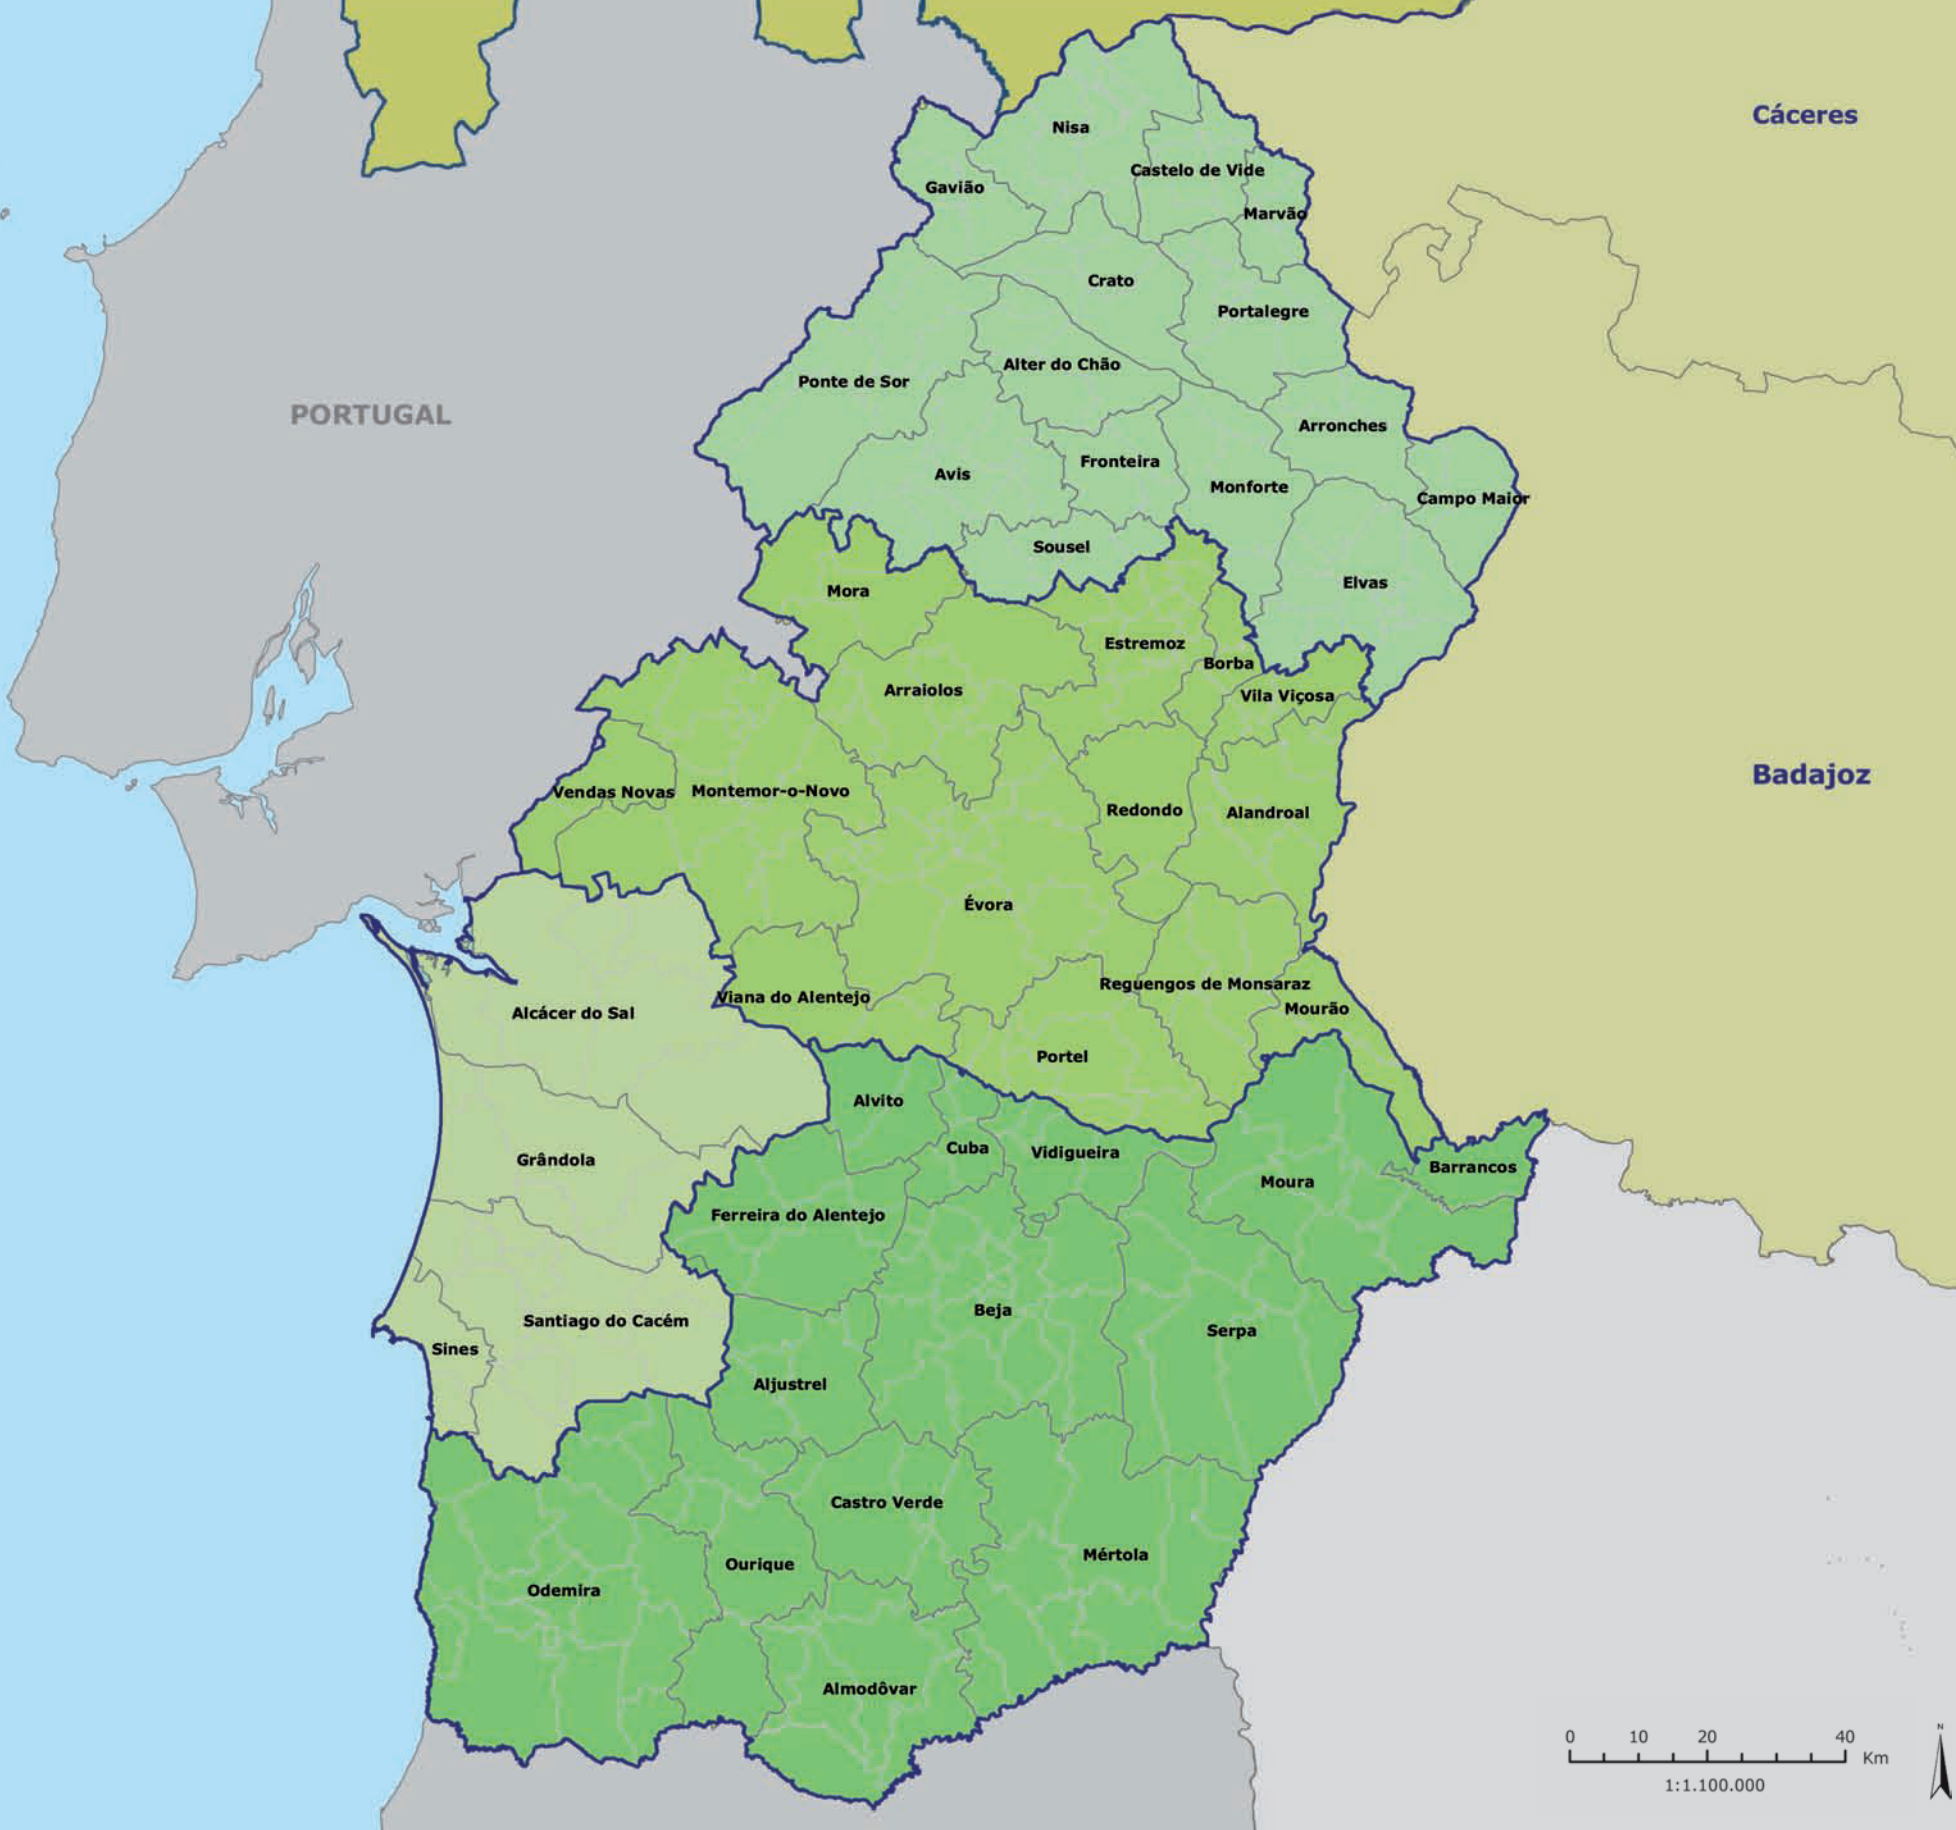 Cáceres
Nisa
Castelo de Vide
Gavião
Marvão
Crato
Portalegre
Alter do Chão
Ponte de Sor
PORTUGAL
Arronches
Fronteira
Avis
Monforte
Campo Maior
Sousel
Elvas
Mora
Estremoz
Borba
Arraiolos
Vila Viçosa
Badajoz
Vendas Novas
Montemor-o-Novo
Redondo
Alandroal
Évora
Reguengos de Monsaraz
Viana do Alentejo
Mourão
Alcácer do Sal
Portel
Alvito
Cuba
Vidigueira
Grândola
Barrancos
Moura
Ferreira do Alentejo
Beja
Santiago do Cacém
Serpa
Sines
Aljustrel
Castro Verde
Mértola
Ourique
Odemira
Almodôvar
N
0 10 20 40
Km
1:1.100.000